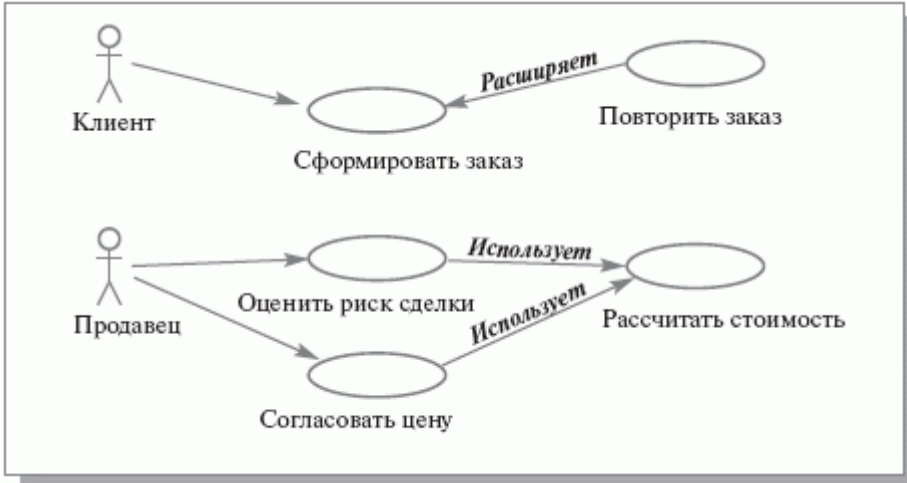 Расширяет
Клиент
Повторить заказ
Сформировать заказ
Использует
Оценить риск сделки
Использует
Продавец
Рассчитать стоимость
Согласовать цену